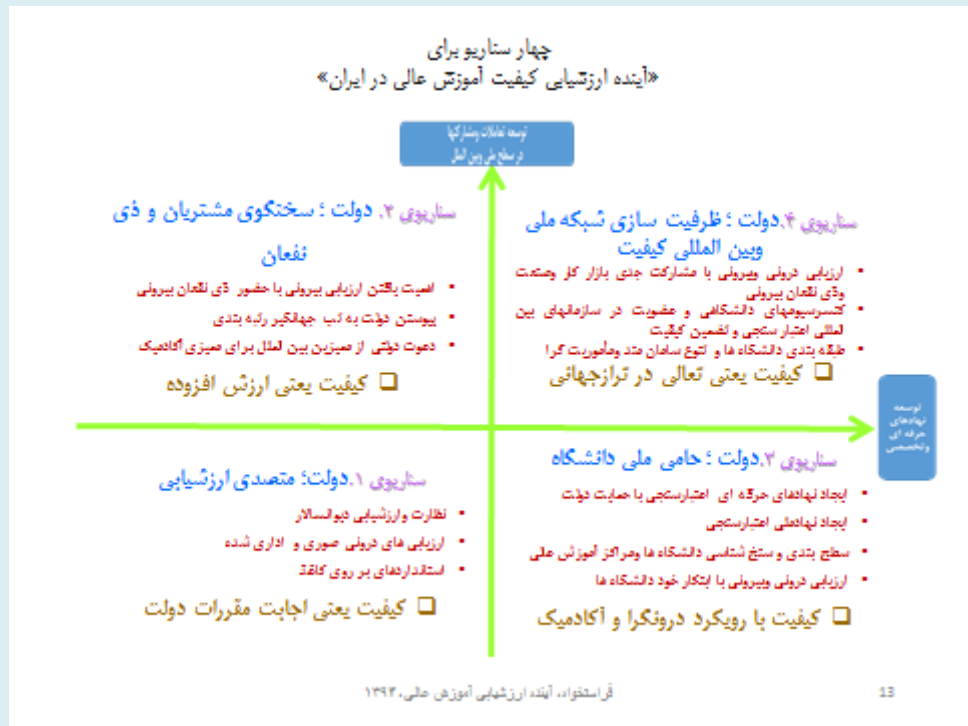 چهار سناریو برای
«آینده ارزشیابی کیفیت آموزش عالی در ایران»
توسعه تعاملات ومشارکتها
در سطح ملی وبین الملل
سناریوی ۲. دولت ؛ سخنگوی مشتریان و ذی
نفعان
اهمیت یافتن ارزیابی بیرونی با حضور ذی نفعان بیرونی
پیوستن دولت به تب جهانگیر رتبه بندی
دعوت دولتی از ممیزین بین الملل برای ممیزی آکادمیک
کیفیت یعنی ارزش افزوده
سناریوی ۴.دولت ؛ ظرفیت سازی شبکه ملی
وبین المللی کیفیت
ارزیابی درونی وبیرونی با مشارکت جدی بازار کار وصنعت
وذی نفعان بیرونی
کنسرسیومهای دانشگاهی و عضویت در سازمانهای بین
المللی اعتبار سنجی و تضمین کیفیت
طبقه بندی دانشگاه ها و تنوع سامان مند ومأموریت گرا
کیفیت یعنی تعالی در ترازجهانی
توسعه
نهادهای
حرفه ای
وتخصصی
سناریوی ۱.دولت؛ متصدی ارزشیابی
نظارت وارزشیابی دیوانسالار
ارزیابی های درونی صوری و اداری شده
استانداردهای بر روی کاغذ
کیفیت یعنی اجابت مقررات دولت
سناریوی ۳.دولت ؛ حامی ملی دانشگاه
ایجاد نهادهای حرفه ای اعتبارسنجی با حمایت دولت
ایجاد نهادملی اعتبارسنجی
سطح بندی و سنخ شناسی دانشگاه ها ومراکز آموزش عالی
ارزیابی درونی وبیرونی با ابتکار خود دانشگاه ها
کیفیت با رویکرد درونگرا و آکادمیک
فراستخواه، آینده ارزشیابی آموزش عالی، ۱۳۹۳
13